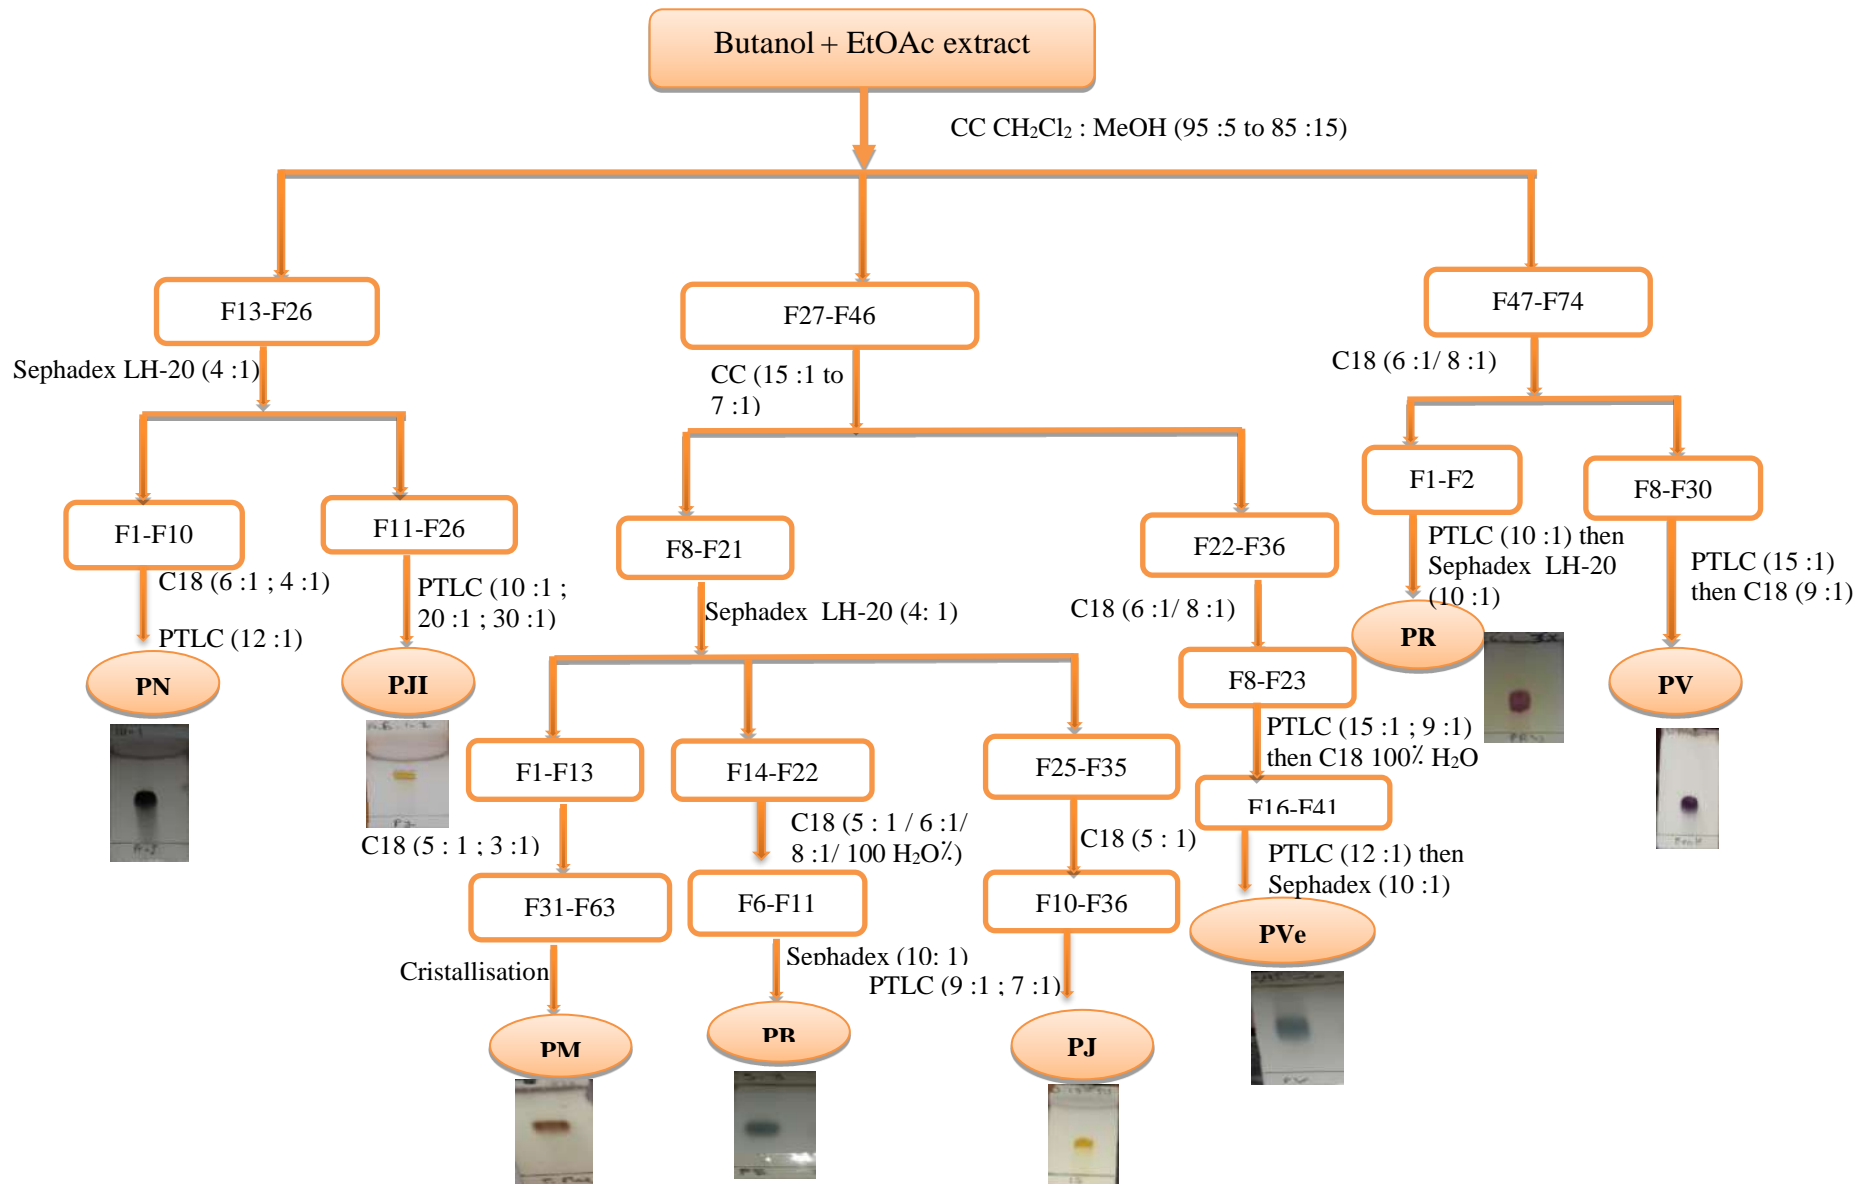 Butanol + EtOAc extract
CC CH₂Cl₂ : MeOH (95 :5 to 85 :15)
F13-F26
F27-F46
F47-F74
Sephadex LH-20 (4 :1)
CC (15 :1 to
7 :1)
C18 (6 :1/ 8 :1)
F1-F10
F11-F26
F8-F21
F22-F36
F1-F2
F8-F30
C18 (6 :1 ; 4 :1)
PTLC (12 :1)
PTLC (10 :1 ;
20 :1 ; 30 :1)
Sephadex LH-20 (4: 1)
C18 (6 :1/ 8 :1)
PTLC (10 :1) then
Sephadex LH-20
(10 :1)
PTLC (15 :1)
then C18 (9 :1)
PN
PJI
F8-F23
PR
PV
PTLC (15 :1 ; 9 :1)
then C18 100% H₂O
F1-F13
F14-F22
F25-F35
F16-F41
C18 (5 : 1 ; 3 :1)
C18 (5 : 1 / 6 :1/
8 :1/ 100 H₂O%)
C18 (5 : 1)
PTLC (12 :1) then
Sephadex (10 :1)
F31-F63
F6-F11
F10-F36
PVe
Cristallisation
Sephadex (10: 1)
PTLC (9 :1 ; 7 :1)
PM
PB
PJ